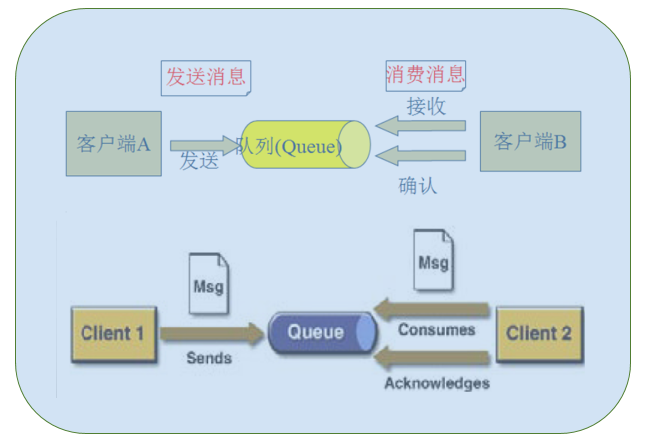 发送消息
消费消息
接收
客户端A
发送
队列(Queue)
客户端B
确认
Msg
Msg
Client 1
Sends
Queue
Consumes
Client 2
Acknowledges